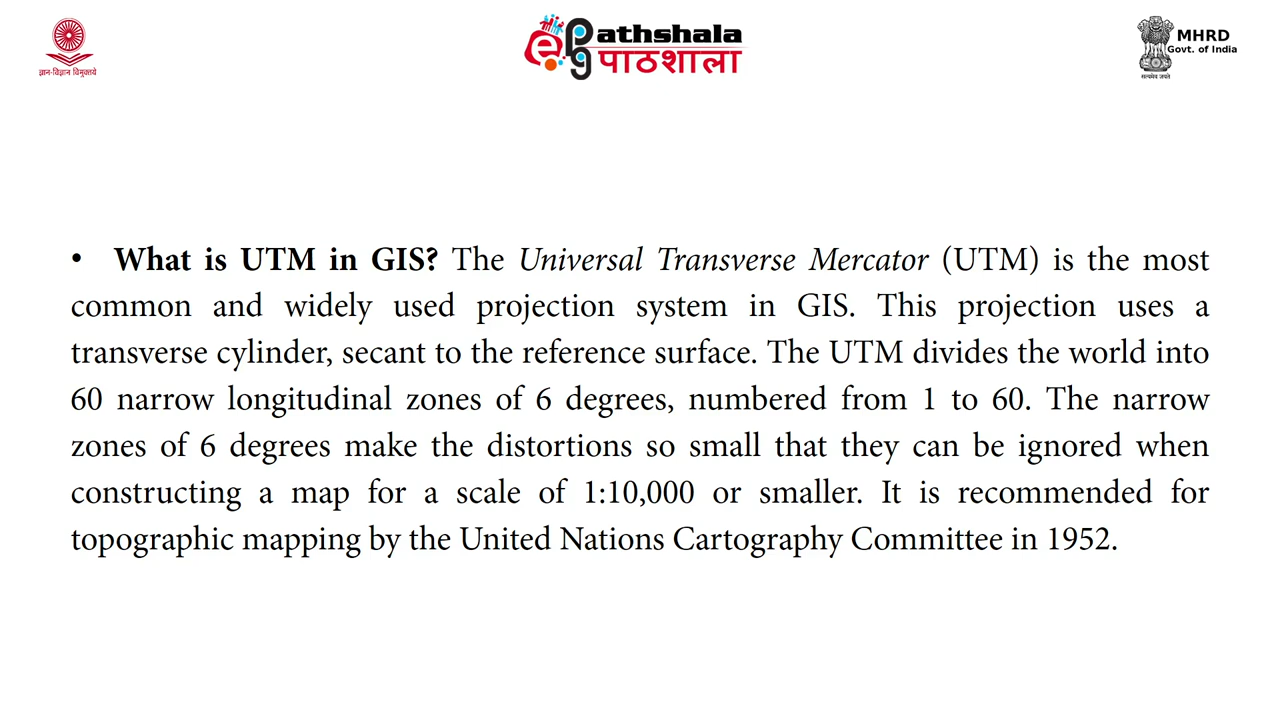 ज्ञान-विज्ञान विमुक्तये
ePathshala
पाठशाला
MHRD
Govt. of India
सत्यमेव जयते
• What is UTM in GIS? The Universal Transverse Mercator (UTM) is the most
common and widely used projection system in GIS. This projection uses a
transverse cylinder, secant to the reference surface. The UTM divides the world into
60 narrow longitudinal zones of 6 degrees, numbered from 1 to 60. The narrow
zones of 6 degrees make the distortions so small that they can be ignored when
constructing a map for a scale of 1:10,000 or smaller. It is recommended for
topographic mapping by the United Nations Cartography Committee in 1952.